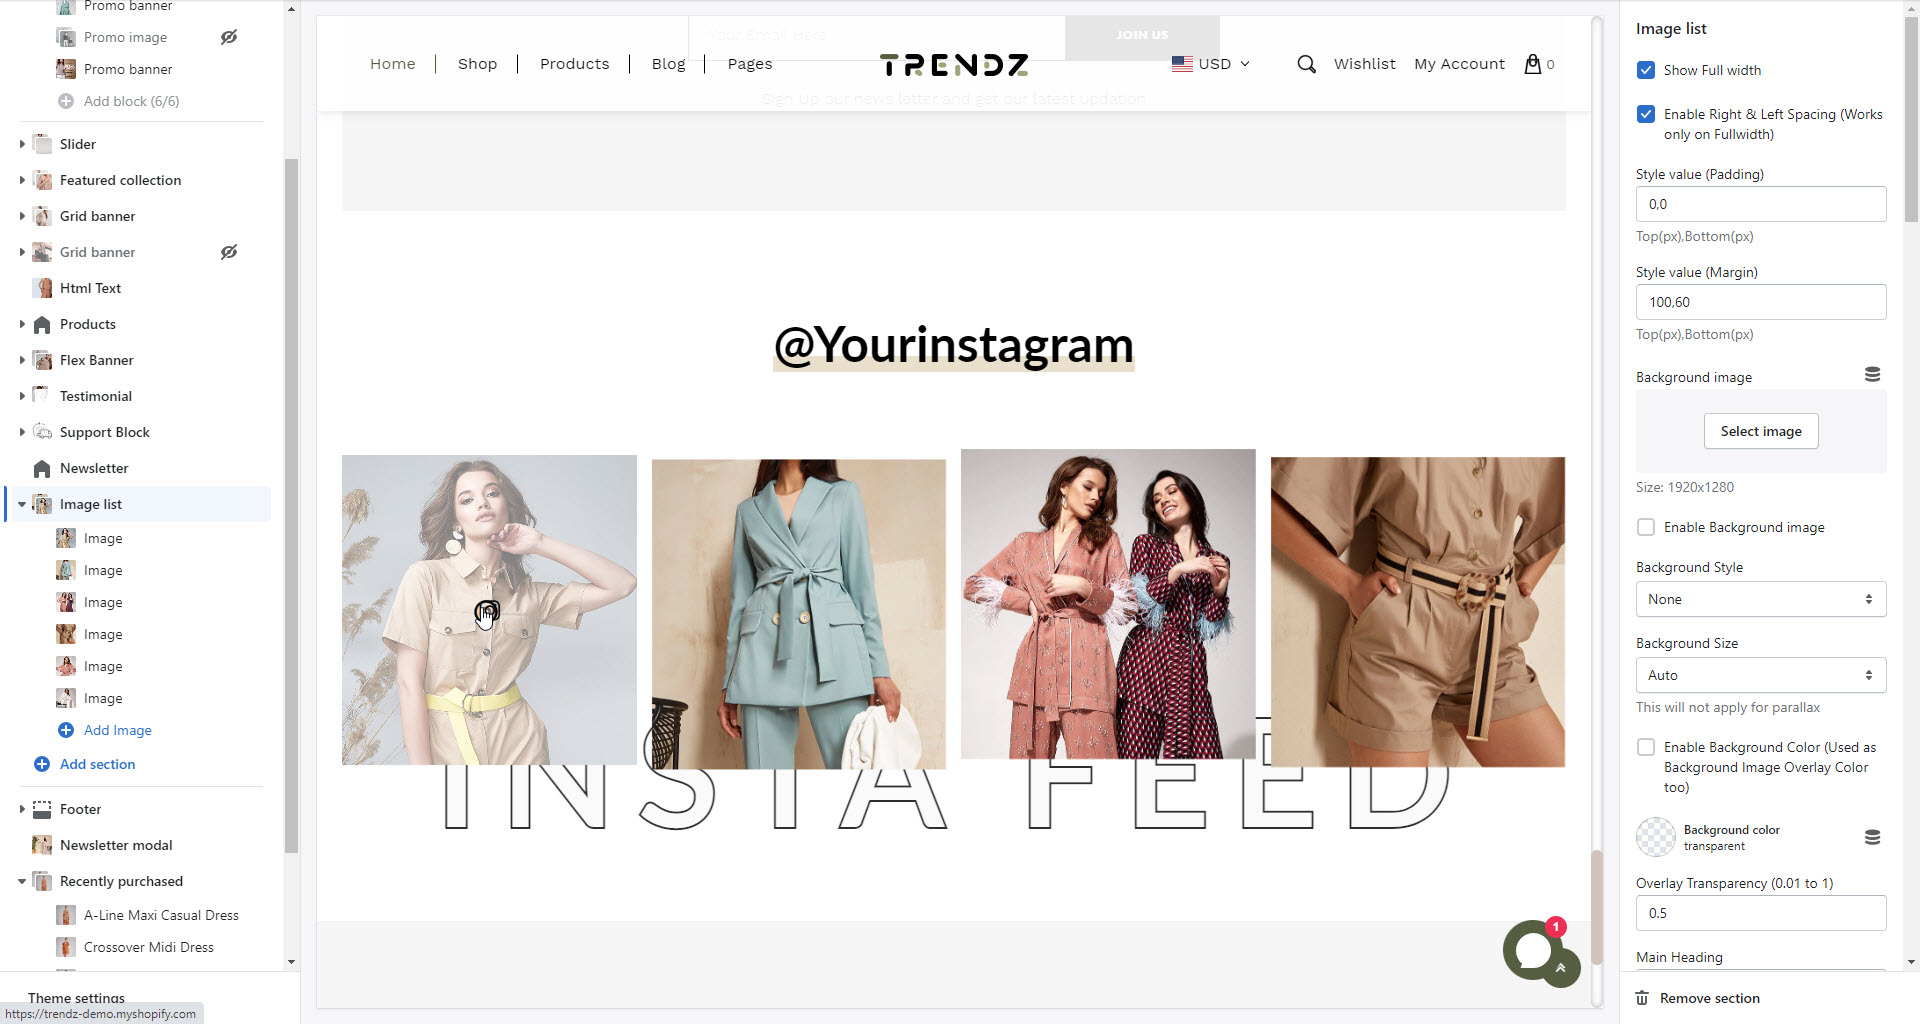 Promo banner
Promo image
Promo banner
Add block (6/6)
Slider
Featured collection
Grid banner
Grid banner
Html Text
Products
Flex Banner
Testimonial
Support Block
Newsletter
Image list
Image
Image
Image
Image
Image
Image
Add Image
Add section
Footer
Newsletter modal
Recently purchased
A-Line Maxi Casual Dress
Crossover Midi Dress
Theme settings
https://trendz-demo.myshopify.com
Your Email Here
JOIN US
Home
Shop
Products
Blog
Pages
TRENDZ
USD
Wishlist
My Account
0
Sign Up our news letter and get our latest updation
@Yourinstagram
INSTA FEED
1
Image list
Show Full width
Enable Right & Left Spacing (Works
only on Fullwidth)
Style value (Padding)
0,0
Top(px),Bottom(px)
Style value (Margin)
100,60
Top(px),Bottom(px)
Background image
Select image
Size: 1920x1280
Enable Background image
Background Style
None
Background Size
Auto
This will not apply for parallax
Enable Background Color (Used as
Background Image Overlay Color
too)
Background color
transparent
Overlay Transparency (0.01 to 1)
0.5
Main Heading
Remove section